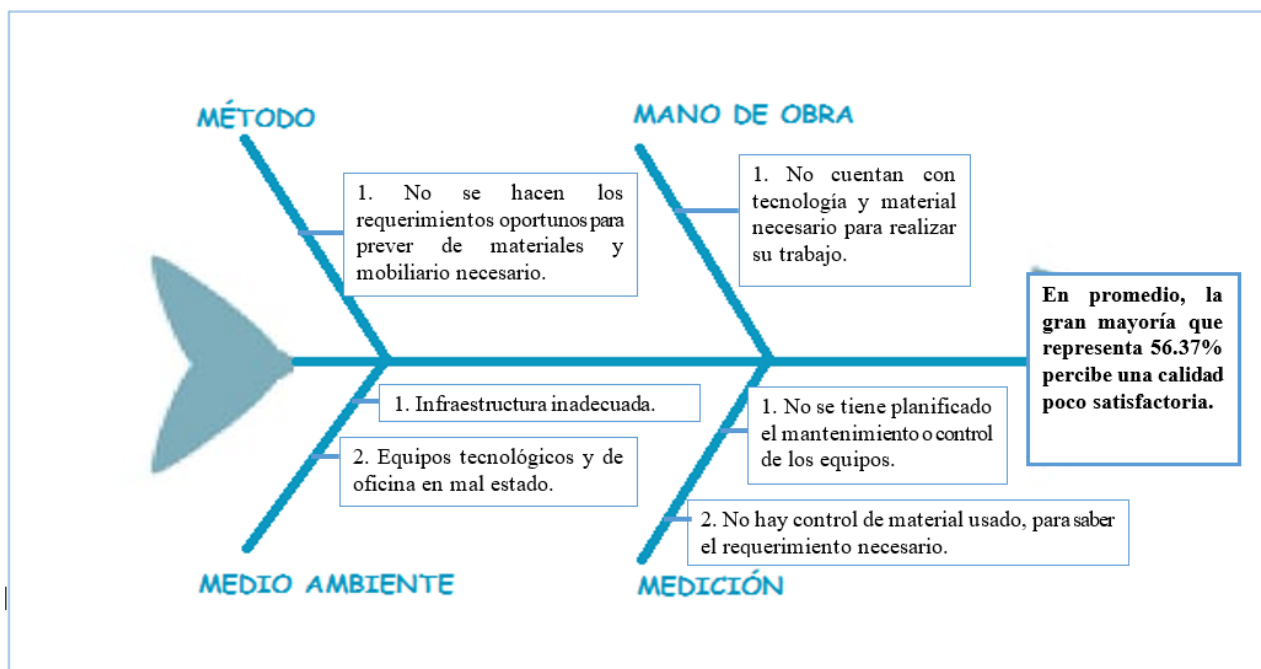 MÉTODO
MANO DE OBRA
1. No se hacen los
requerimientos oportunos para
prever de materiales y
mobiliario necesario.
1. No cuentan con
tecnología y material
necesario para realizar
su trabajo.
En promedio, la
gran mayoría que
representa 56.37%
percibe una calidad
poco satisfactoria.
1. Infraestructura inadecuada.
2. Equipos tecnológicos y de
oficina en mal estado.
1. No se tiene planificado
el mantenimiento o control
de los equipos.
2. No hay control de material usado, para saber
el requerimiento necesario.
MEDIO AMBIENTE
MEDICIÓN